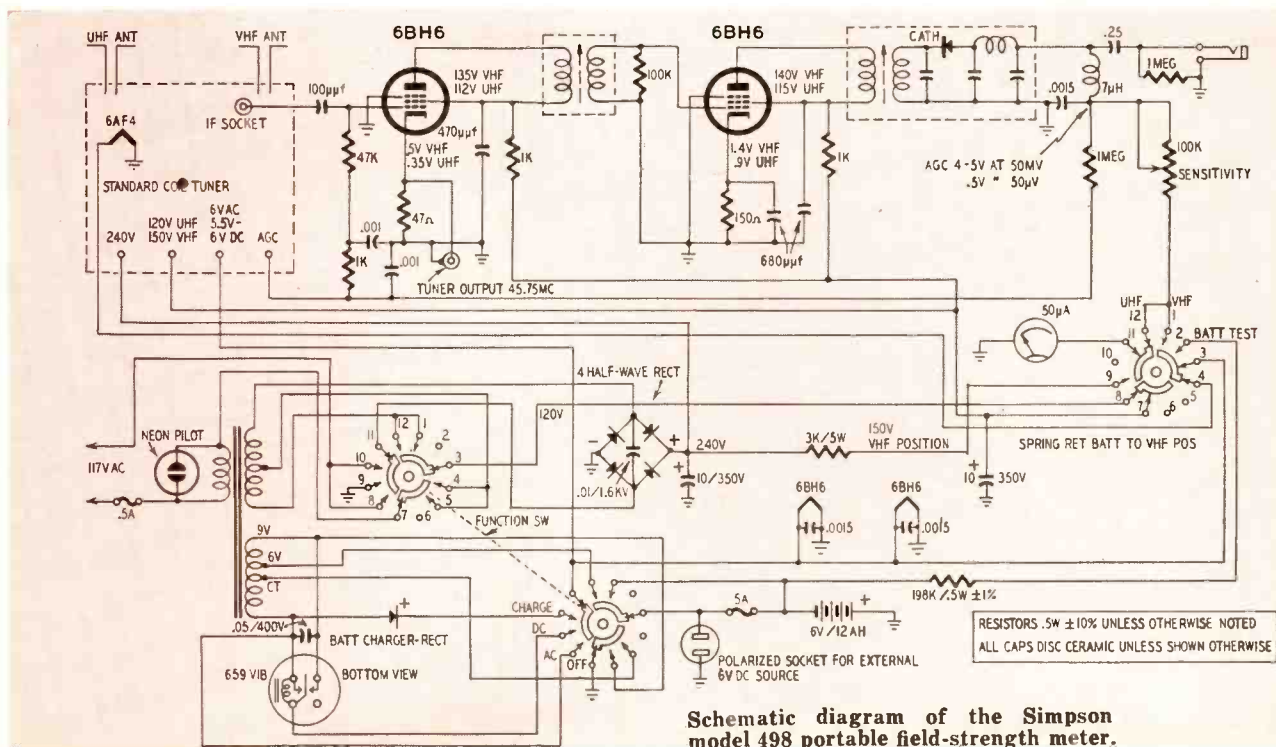 6BH6
6BH6
UHF ANT
VHF ANT
CATH
.25
1MEG
100µµf
135V VHF
112V UHF
100K
140V VHF
115V UHF
7µH
.0015
IF SOCKET
6AF4
470µµf
47K
.5V VHF
.35V UHF
1K
1.4V VHF
.9V UHF
1K
AGC 4-5V AT 50MV
.5V " 50µV
1MEG
100K
SENSITIVITY
STANDARD COIL TUNER
47Ω
150Ω
240V
120V UHF
150V VHF
6VAC
5.5V-
6V DC
AGC
.001
1K
.001
680µµf
TUNER OUTPUT 45.75MC
50µA
UHF
VHF
12
1
11
2
BATT TEST
10
3
9
4
8
5
7
6
4 HALF-WAVE RECT
120V
NEON PILOT
117V AC
.5A
12
1
11
2
10
3
9
4
8
5
7
6
−
+
240V
+
10/350V
.01/1.6KV
3K/5W
150V
VHF POSITION
SPRING RET BATT TO VHF POS
+
10
350V
FUNCTION SW
6BH6
6BH6
.0015
.0015
9V
6V
CT
198K/.5W ±1%
.05/400V
+
BATT CHARGER-RECT
CHARGE
DC
AC
OFF
5A
+
6V/12AH
659 VIB
BOTTOM VIEW
POLARIZED SOCKET FOR EXTERNAL
6V DC SOURCE
RESISTORS .5W ±10% UNLESS OTHERWISE NOTED
ALL CAPS DISC CERAMIC UNLESS SHOWN OTHERWISE
Schematic diagram of the Simpson
model 498 portable field-strength meter.